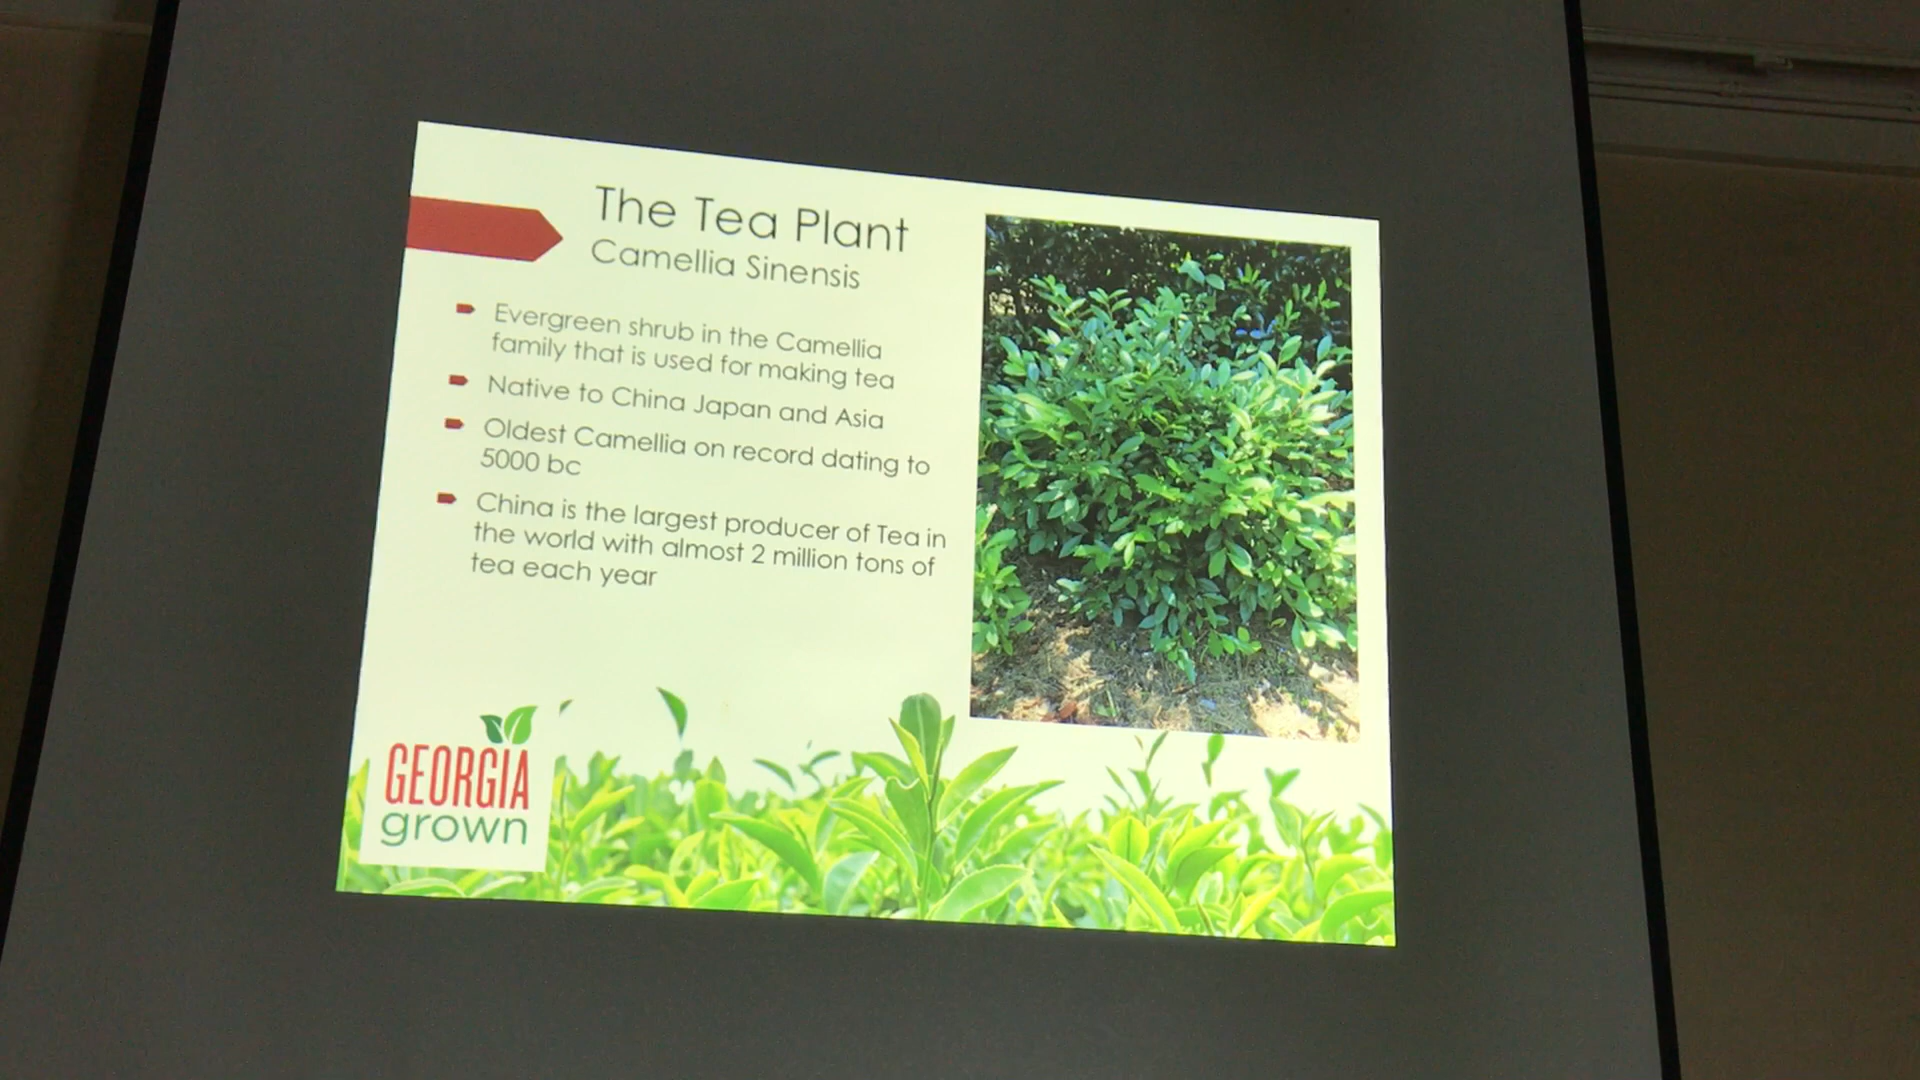 The Tea Plant
Camellia Sinensis
Evergreen shrub in the Camellia
family that is used for making tea
Native to China Japan and Asia
Oldest Camellia on record dating to
5000 bc
China is the largest producer of Tea in
the world with almost 2 million tons of
tea each year
GEORGIA
grown